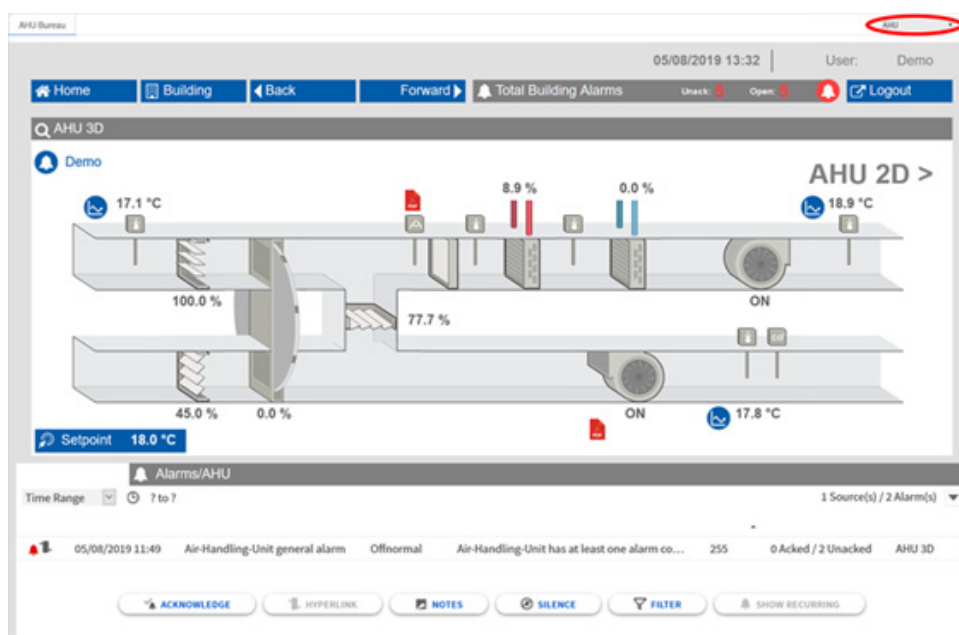 AHU Bureau AHU
05/08/2019 13:32 User: Demo
Home Building Back Forward Total Building Alarms Unack: 5 Open: 5 Logout
AHU 3D
Demo
AHU 2D >
17.1 °C 8.9 % 0.0 % 18.9 °C
100.0 % ON
77.7 %
45.0 % 0.0 % ON 17.8 °C
Setpoint 18.0 °C
Alarms/AHU
Time Range ? to ? 1 Source(s) / 2 Alarm(s)
05/08/2019 11:49 Air-Handling-Unit general alarm Offnormal Air-Handling-Unit has at least one alarm co... 255 0 Acked / 2 Unacked AHU 3D
ACKNOWLEDGE HYPERLINK NOTES SILENCE FILTER SHOW RECURRING